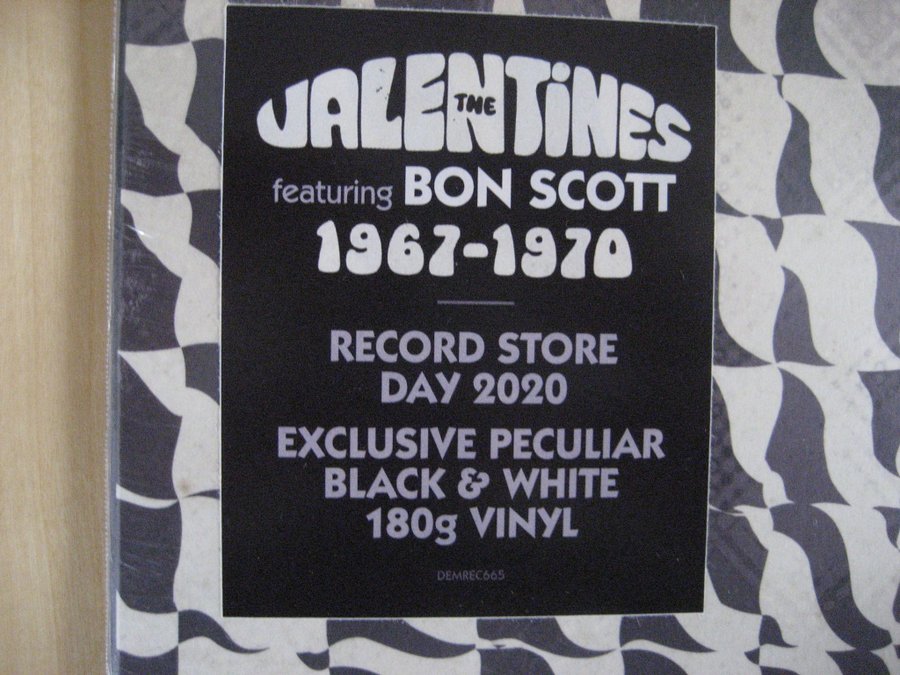 THE VALENTiNES
featuring BON SCOTT
1967-1970
RECORD STORE
DAY 2020
EXCLUSIVE PECULIAR
BLACK & WHITE
180g VINYL
DEMREC665